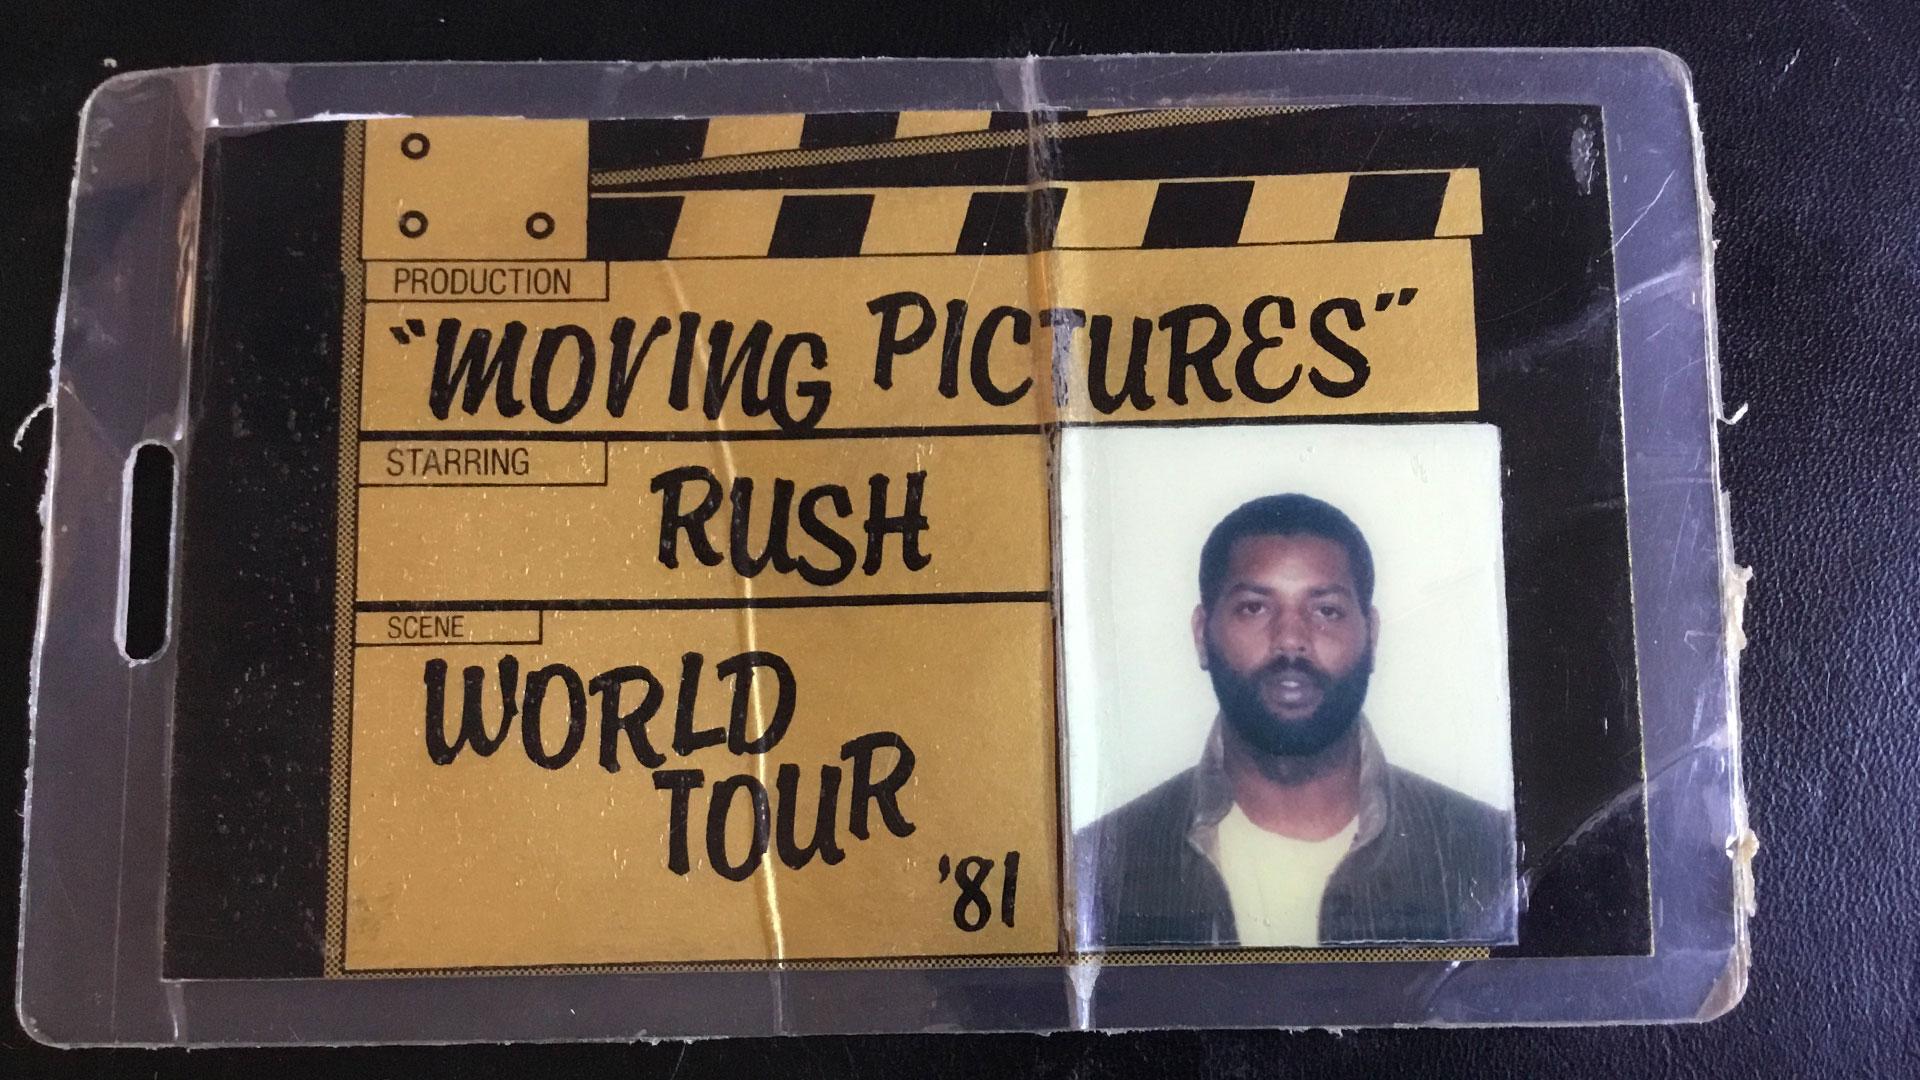 PRODUCTION
“MOVING PICTURES”
STARRING
RUSH
SCENE
WORLD
TOUR
'81